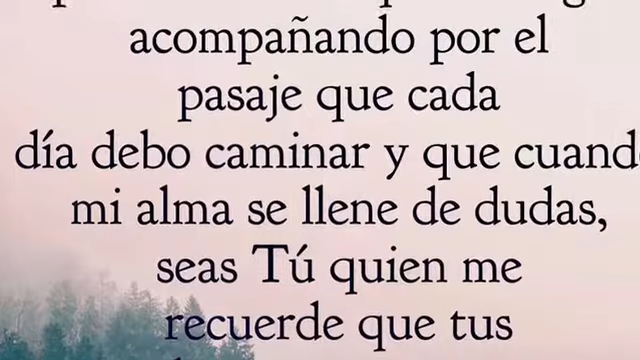 acompañando por el
pasaje que cada
día debo caminar y que
mi alma se llene de dudas,
seas Tú quien me
recuerde que tus